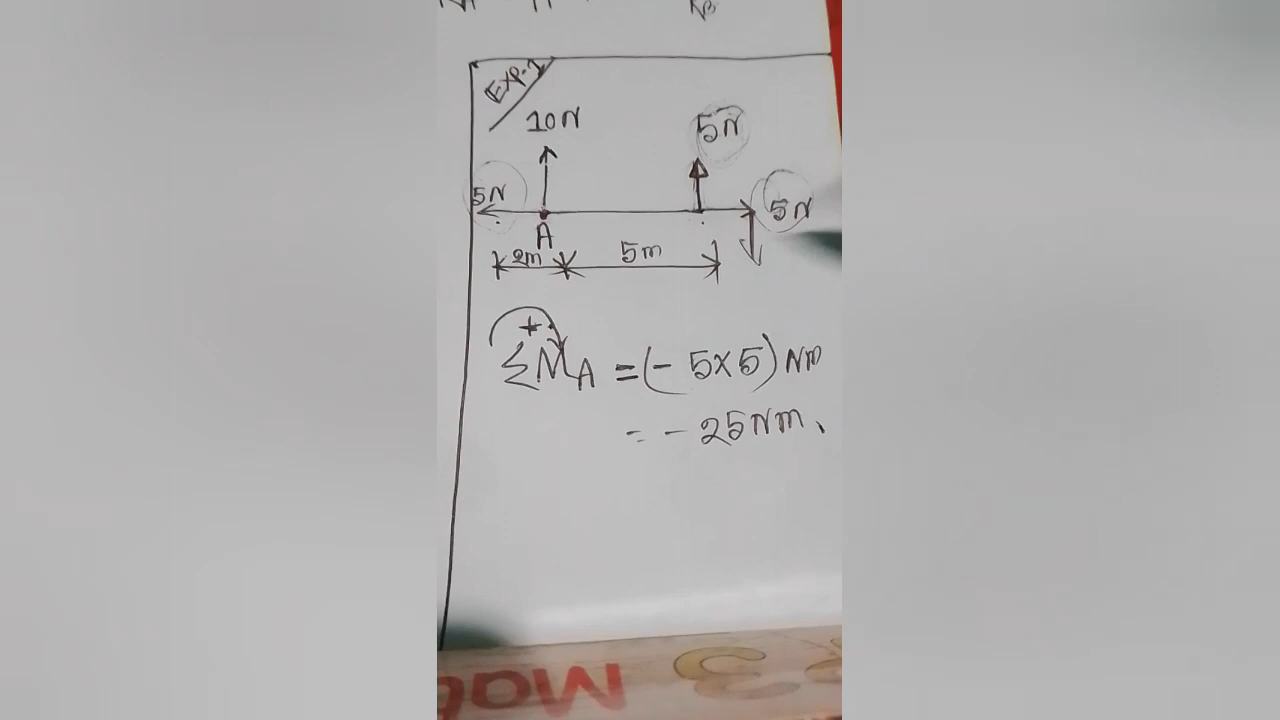 EXP-1
10N
5N
5N
5N
A
2m
5m
+
ΣMA = (- 5×5) Nm
= - 25Nm.